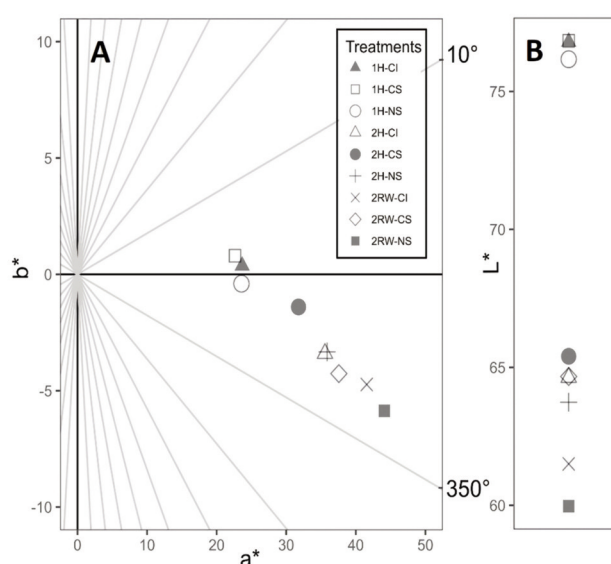 A
Treatments
1H-CI
1H-CS
1H-NS
2H-CI
2H-CS
2H-NS
2RW-CI
2RW-CS
2RW-NS
10°
350°
10
5
0
-5
-10
b*
0
10
20
30
40
50
a*
B
75
70
65
60
L*